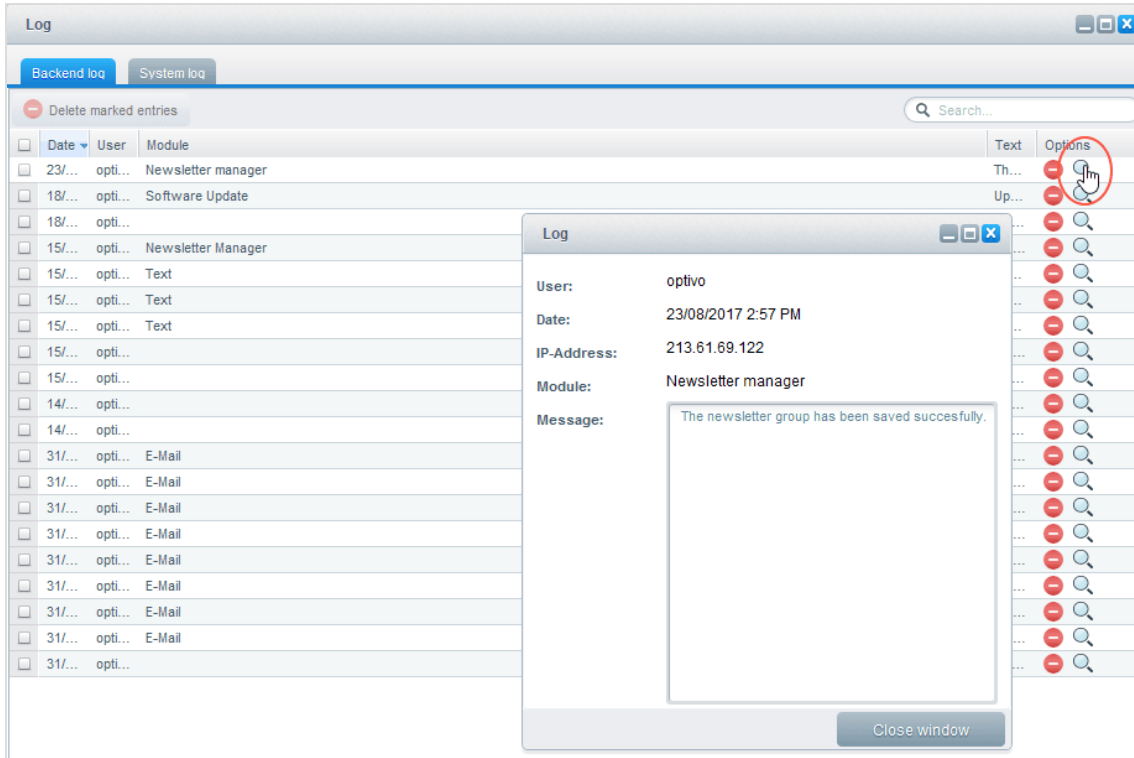 Log
Backend log System log
Delete marked entries Search...
Date User Module Text Options
23/... opti... Newsletter manager Th...
18/... opti... Software Update Up...
18/... opti... ...
15/... opti... Newsletter Manager ...
15/... opti... Text ...
15/... opti... Text ...
15/... opti... Text ...
15/... opti... ...
15/... opti... ...
14/... opti... ...
14/... opti... ...
31/... opti... E-Mail ...
31/... opti... E-Mail ...
31/... opti... E-Mail ...
31/... opti... E-Mail ...
31/... opti... E-Mail ...
31/... opti... E-Mail ...
31/... opti... E-Mail ...
31/... opti... E-Mail ...
31/... opti... ...
Log
User: optivo
Date: 23/08/2017 2:57 PM
IP-Address: 213.61.69.122
Module: Newsletter manager
Message: The newsletter group has been saved succesfully.
Close window